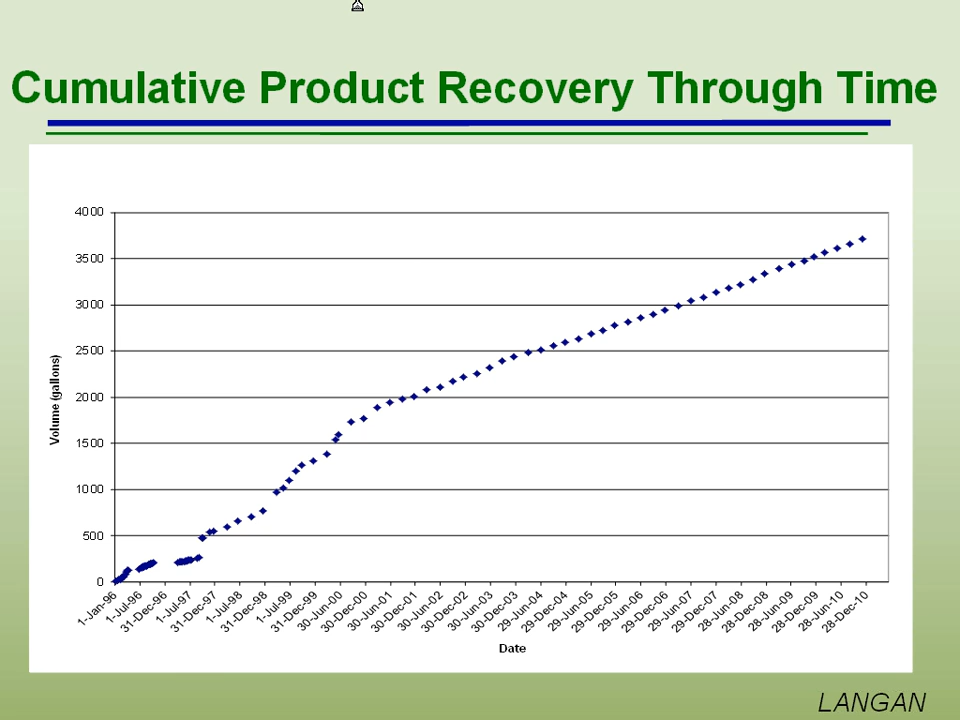 Cumulative Product Recovery Through Time
4000
3500
3000
2500
2000
1500
1000
500
0
Volume (gallons)
1-Jan-96
1-Jul-96
31-Dec-96
1-Jul-97
31-Dec-97
1-Jul-98
31-Dec-98
1-Jul-99
31-Dec-99
30-Jun-00
30-Dec-00
30-Jun-01
30-Dec-01
30-Jun-02
30-Dec-02
30-Jun-03
30-Dec-03
29-Jun-04
29-Dec-04
29-Jun-05
29-Dec-05
29-Jun-06
29-Dec-06
29-Jun-07
29-Dec-07
28-Jun-08
28-Dec-08
28-Jun-09
28-Dec-09
28-Jun-10
28-Dec-10
Date
LANGAN